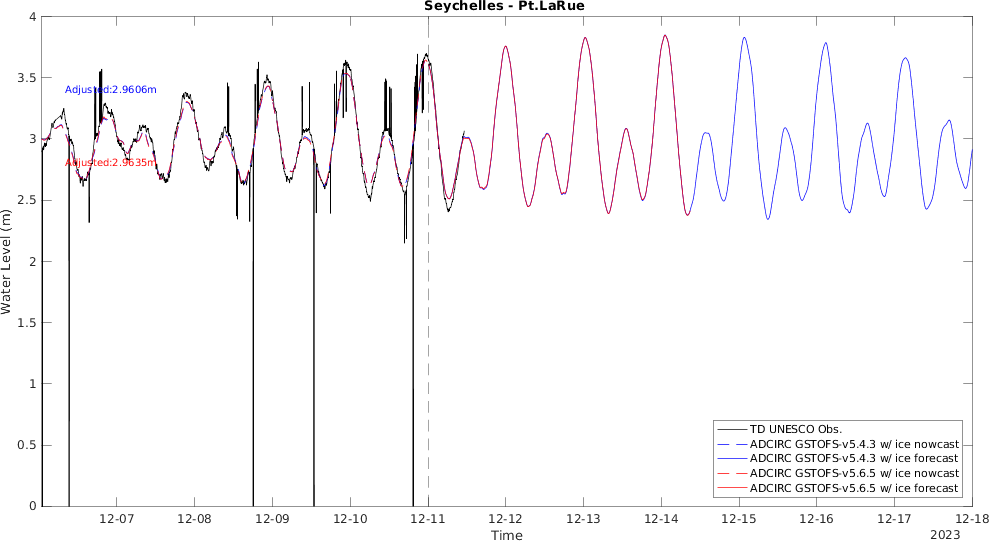 Seychelles - Pt.LaRue
4
3.5
3
2.5
2
1.5
1
0.5
0
Water Level (m)
Adjusted:2.9606m
Adjusted:2.9635m
TD UNESCO Obs.
ADCIRC GSTOFS-v5.4.3 w/ ice nowcast
ADCIRC GSTOFS-v5.4.3 w/ ice forecast
ADCIRC GSTOFS-v5.6.5 w/ ice nowcast
ADCIRC GSTOFS-v5.6.5 w/ ice forecast
12-07 12-08 12-09 12-10 12-11 12-12 12-13 12-14 12-15 12-16 12-17 12-18
Time
2023